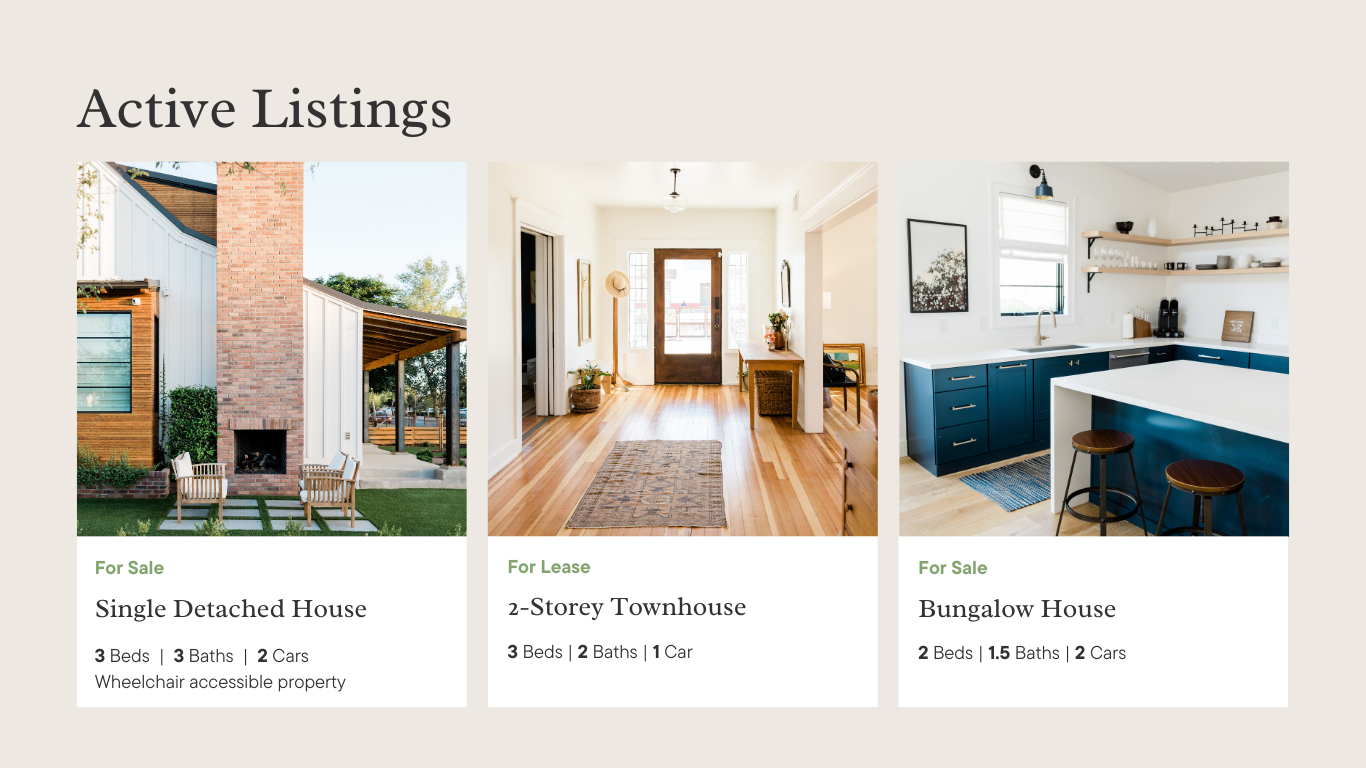 Active Listings
For Sale
Single Detached House
3 Beds | 3 Baths | 2 Cars
Wheelchair accessible property
For Lease
2-Storey Townhouse
3 Beds | 2 Baths | 1 Car
For Sale
Bungalow House
2 Beds | 1.5 Baths | 2 Cars